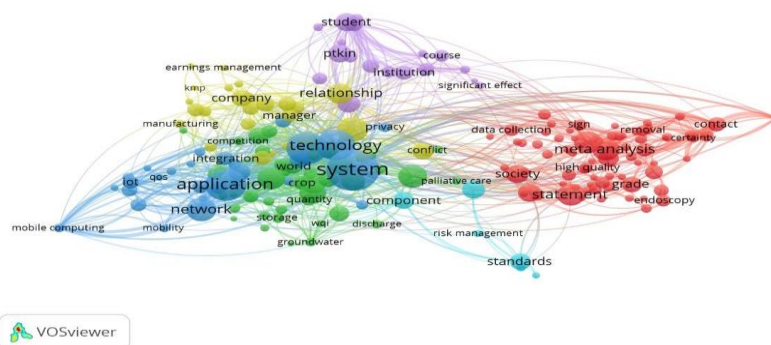 student
ptkin
course
earnings management
institution
significant effect
kmp
company
relationship
manager
manufacturing
privacy
data collection
sign
removal
contact
certainty
competition
technology
conflict
meta analysis
integration
world
system
high quality
iot
qos
application
crop
palliative care
society
statement
grade
quantity
component
endoscopy
network
storage
wqi
discharge
mobile computing
mobility
groundwater
risk management
standards
VOSviewer